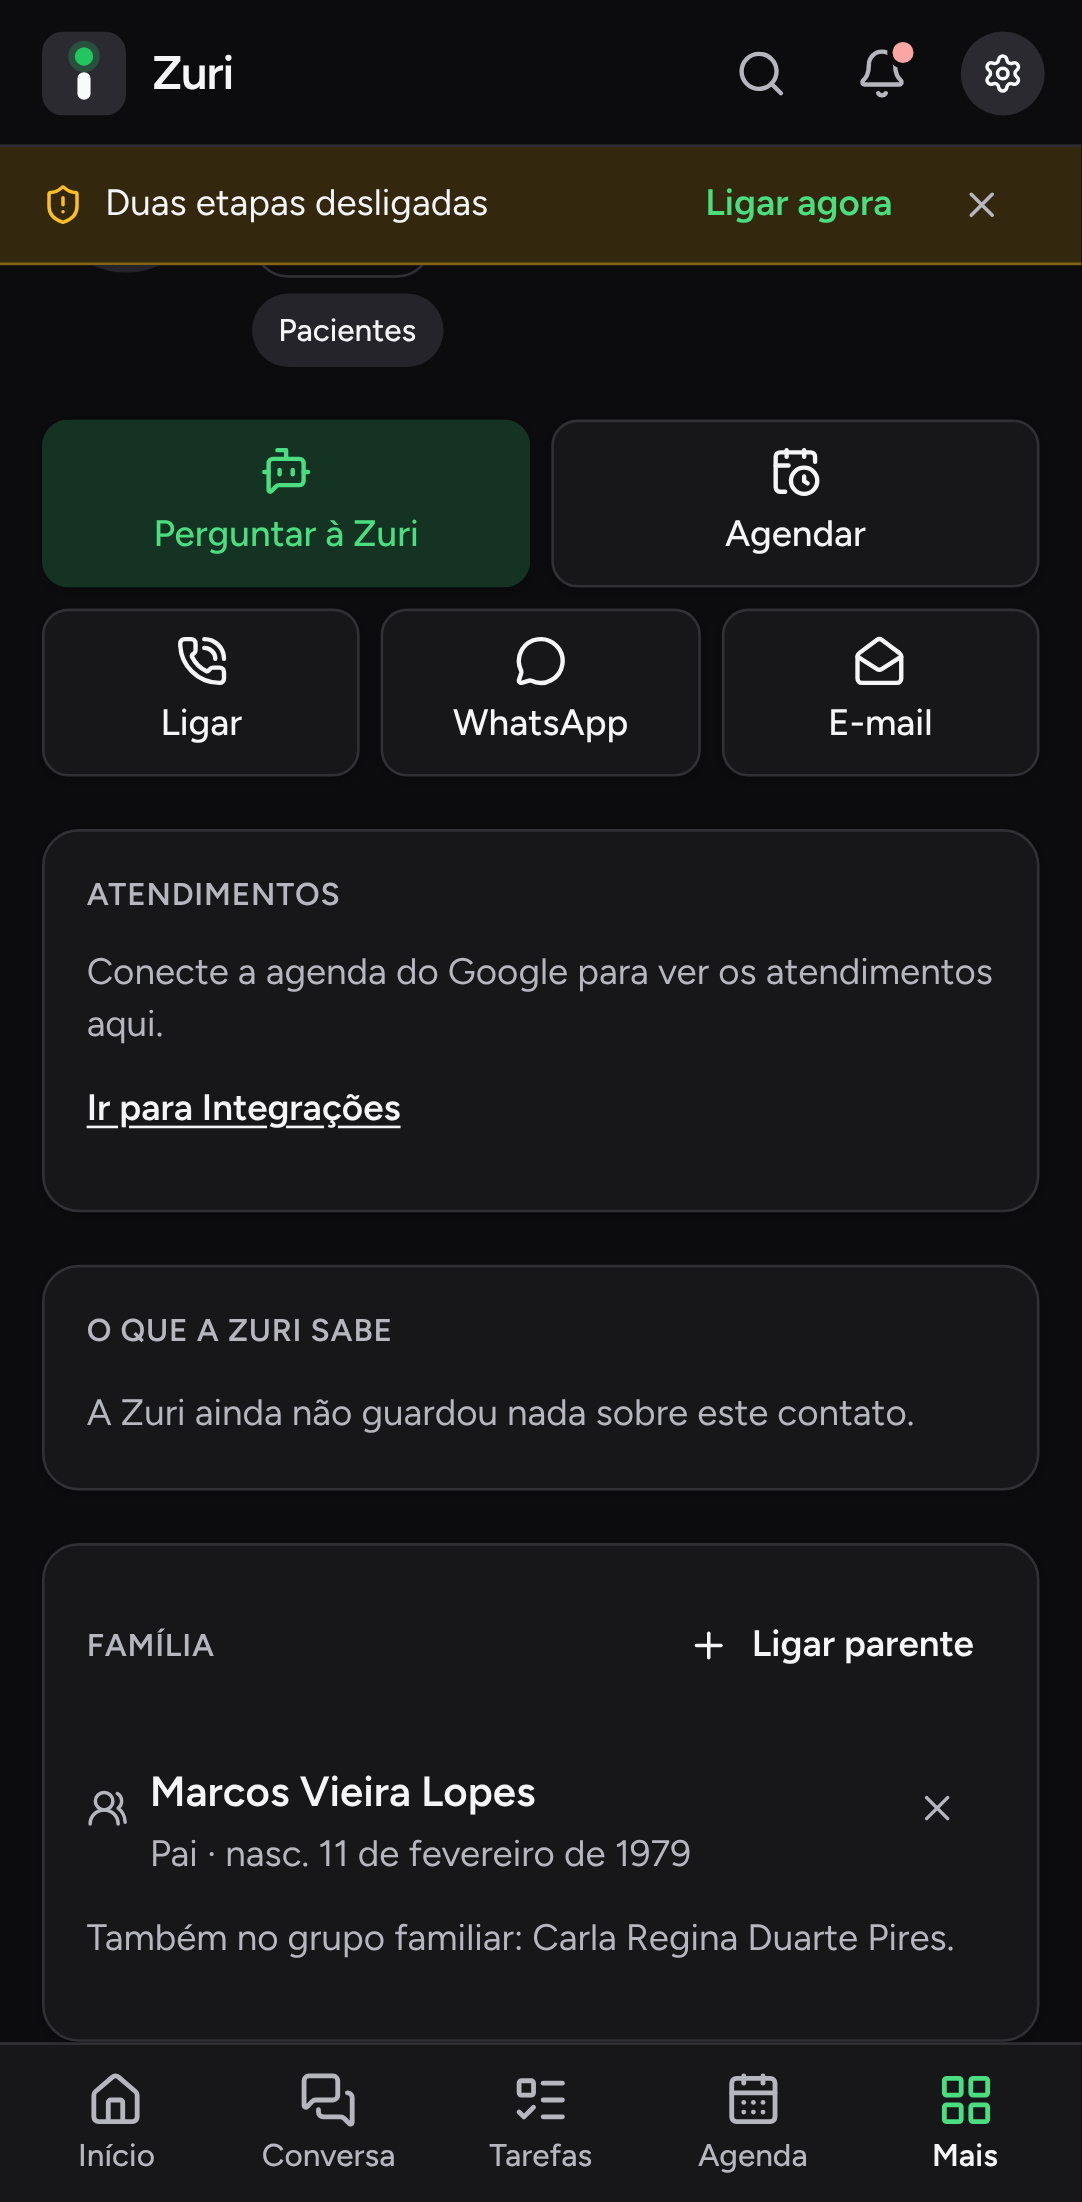 Zuri
Duas etapas desligadas
Ligar agora
Pacientes
Perguntar à Zuri
Agendar
Ligar
WhatsApp
E-mail
ATENDIMENTOS
Conecte a agenda do Google para ver os atendimentos
aqui.
Ir para Integrações
O QUE A ZURI SABE
A Zuri ainda não guardou nada sobre este contato.
FAMÍLIA
Ligar parente
Marcos Vieira Lopes
Pai · nasc. 11 de fevereiro de 1979
Também no grupo familiar: Carla Regina Duarte Pires.
Início
Conversa
Tarefas
Agenda
Mais